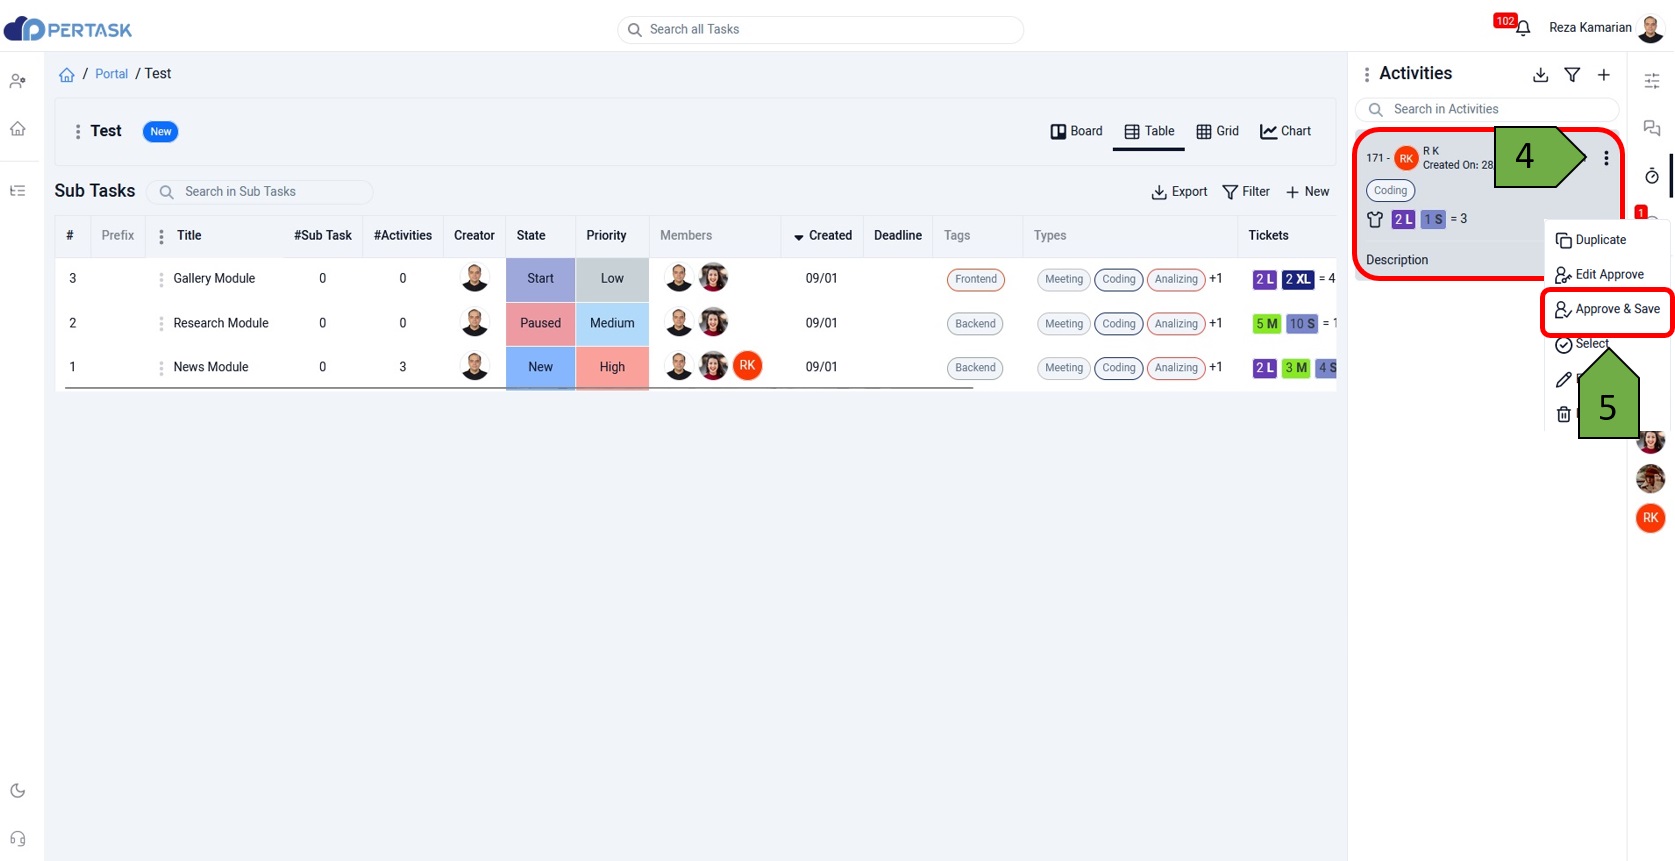 PERTASK
Search all Tasks
102
Reza Kamarian
/ Portal / Test
Test New
Board Table Grid Chart
Sub Tasks Search in Sub Tasks
Export Filter New
# Prefix Title #Sub Task #Activities Creator State Priority Members Created Deadline Tags Types Tickets
3 Gallery Module 0 0 Start Low 09/01 Frontend Meeting Coding Analizing +1 2 L 2 XL = 4
2 Research Module 0 0 Paused Medium 09/01 Backend Meeting Coding Analizing +1 5 M 10 S = 1
1 News Module 0 3 New High RK 09/01 Backend Meeting Coding Analizing +1 2 L 3 M 4 S
Activities
Search in Activities
171 - RK R K
Created On: 28
4
Coding
2 L 1 S = 3
Description
1
Duplicate
Edit Approve
Approve & Save
Select
5
RK